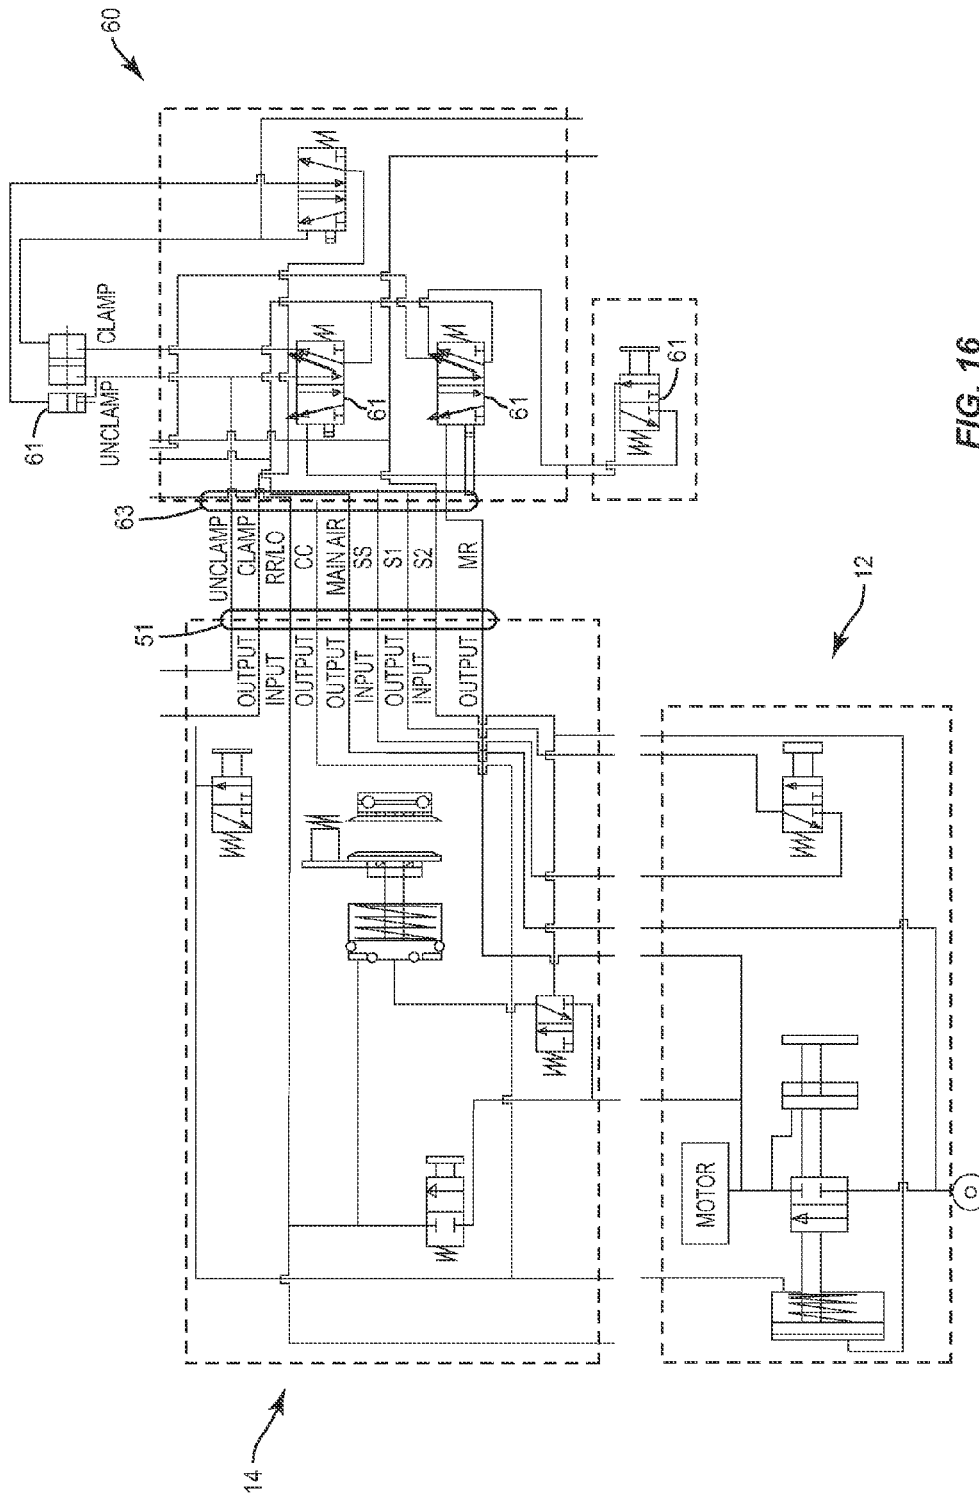 61
UNCLAMP
CLAMP
60
63
51
UNCLAMP
OUTPUT CLAMP
INPUT RR/LO
OUTPUT CC
OUTPUT MAIN AIR
INPUT SS
OUTPUT S1
INPUT S2
OUTPUT MR
61
61
61
14
12
MOTOR
FIG. 16